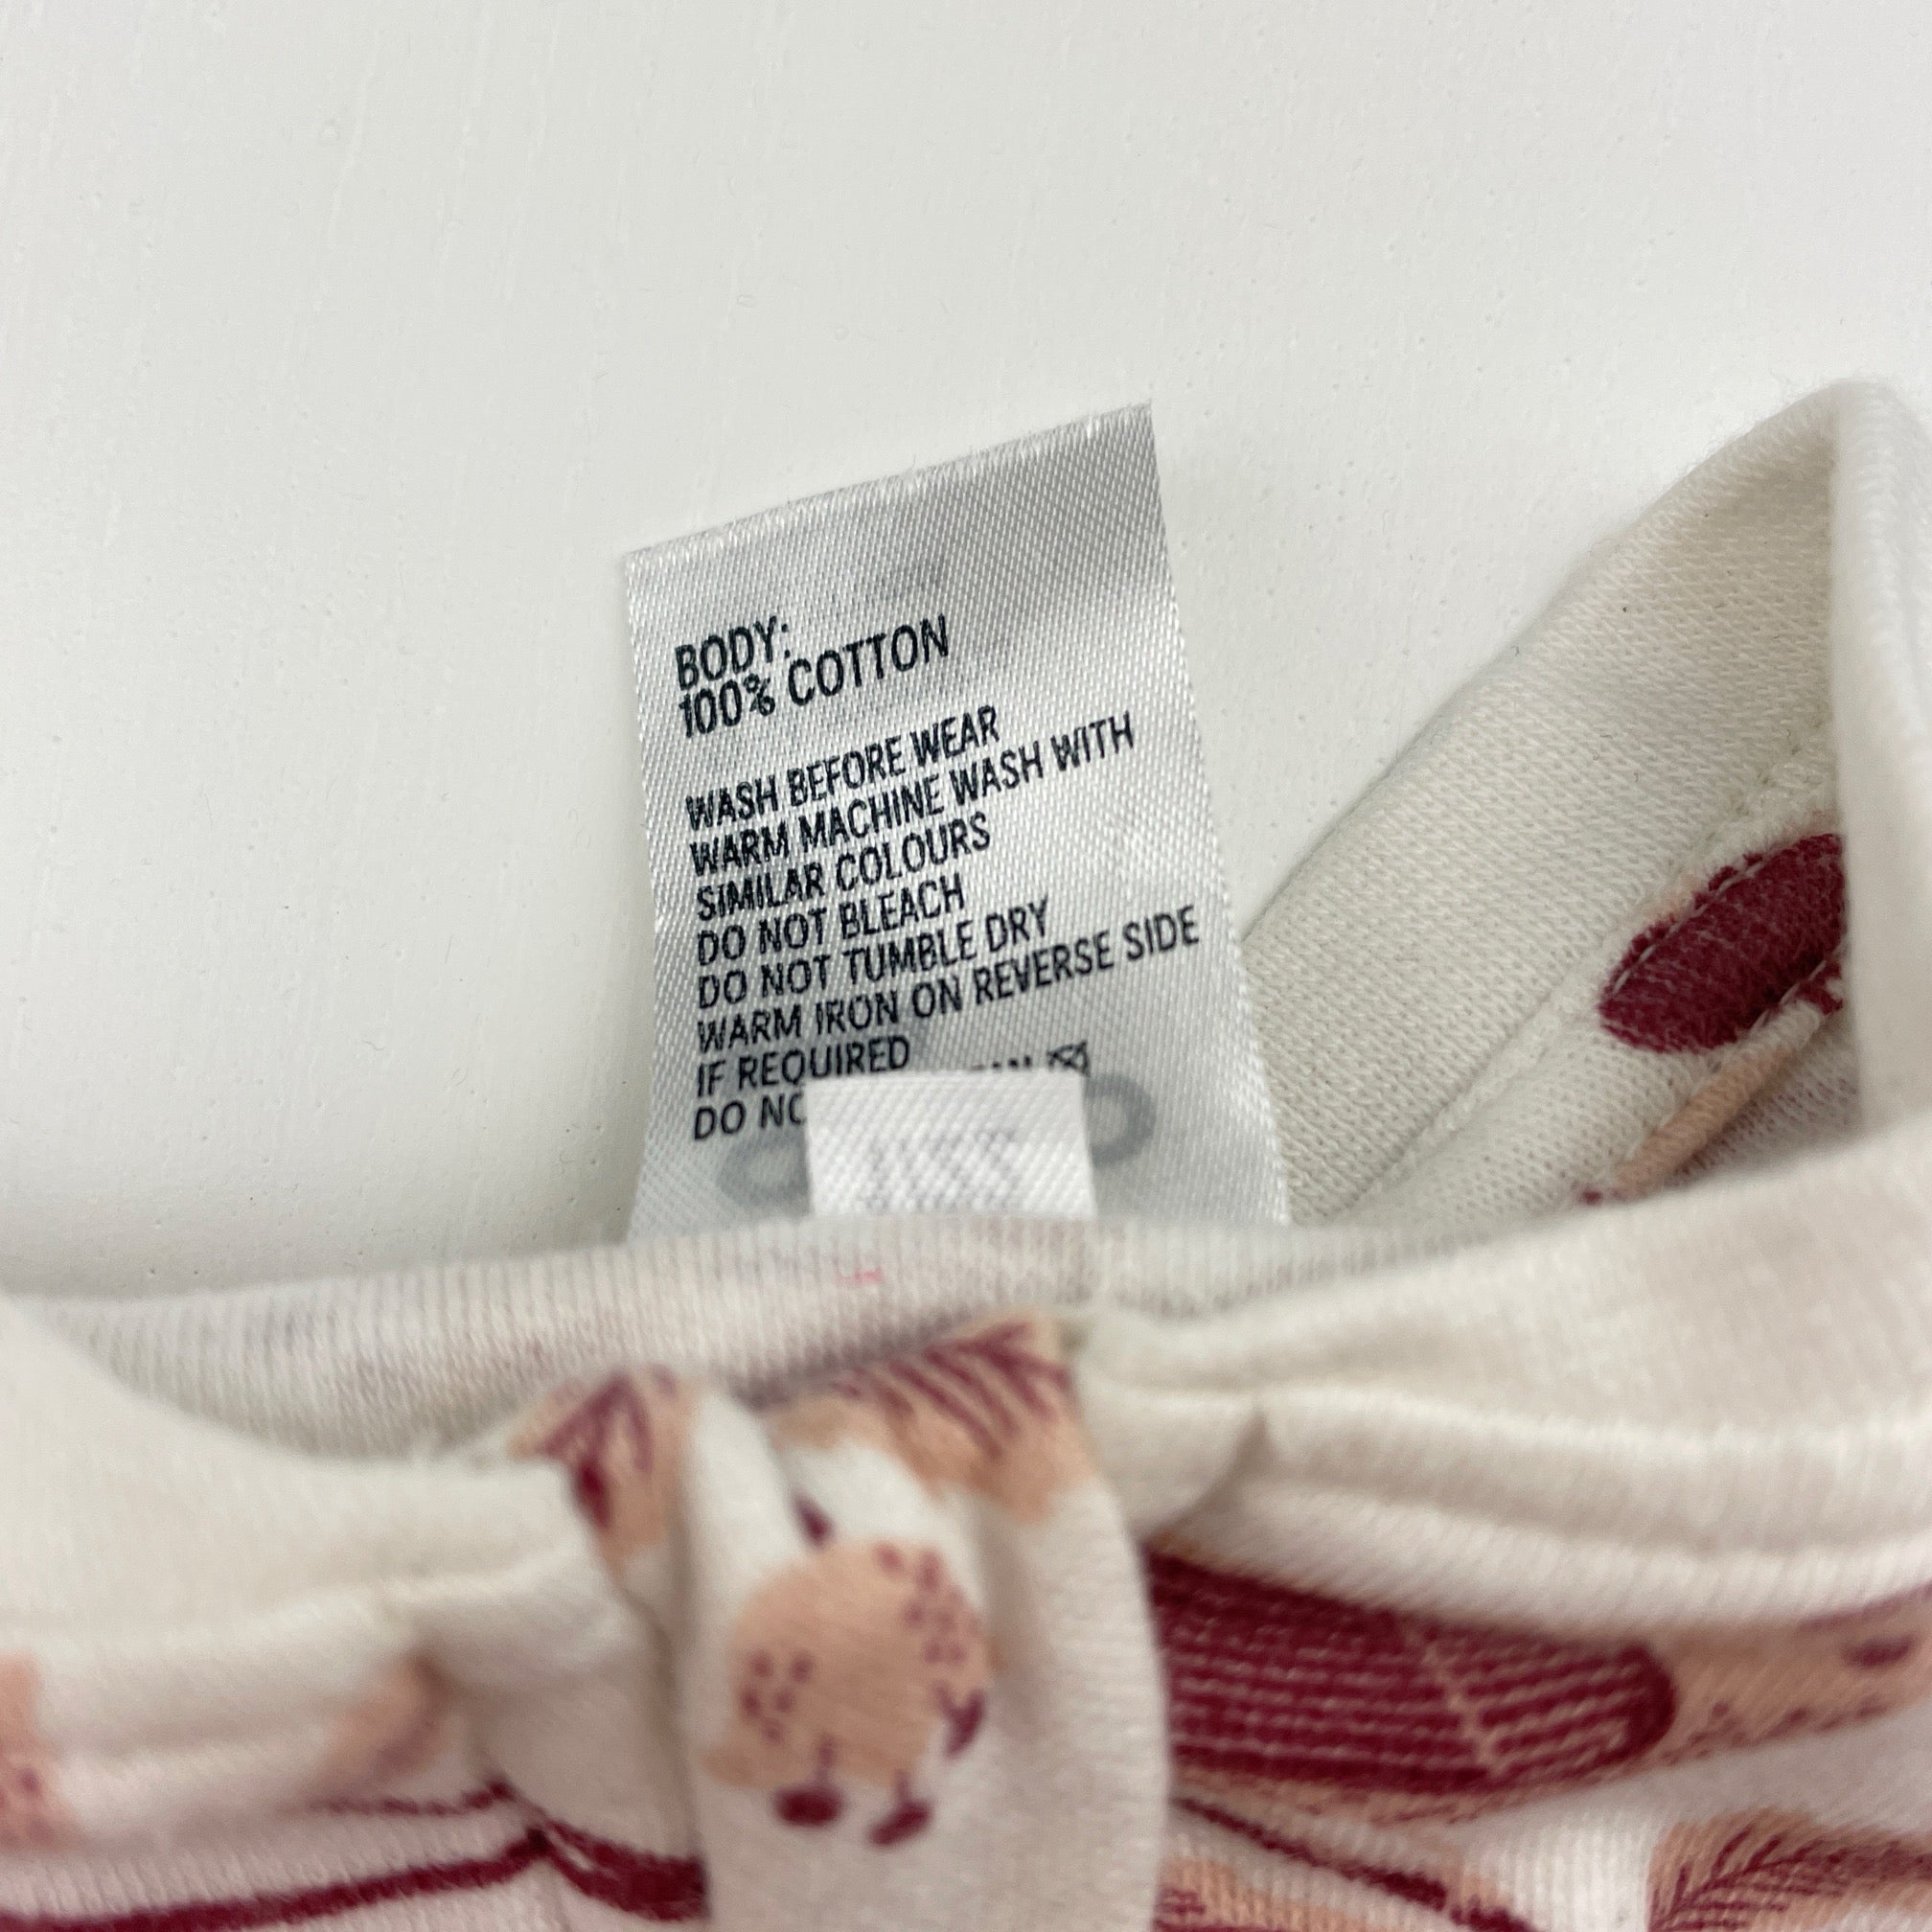 BODY:
100% COTTON
WASH BEFORE WEAR
WARM MACHINE WASH WITH
SIMILAR COLOURS
DO NOT BLEACH
DO NOT TUMBLE DRY
WARM IRON ON REVERSE SIDE
IF REQUIRED
DO